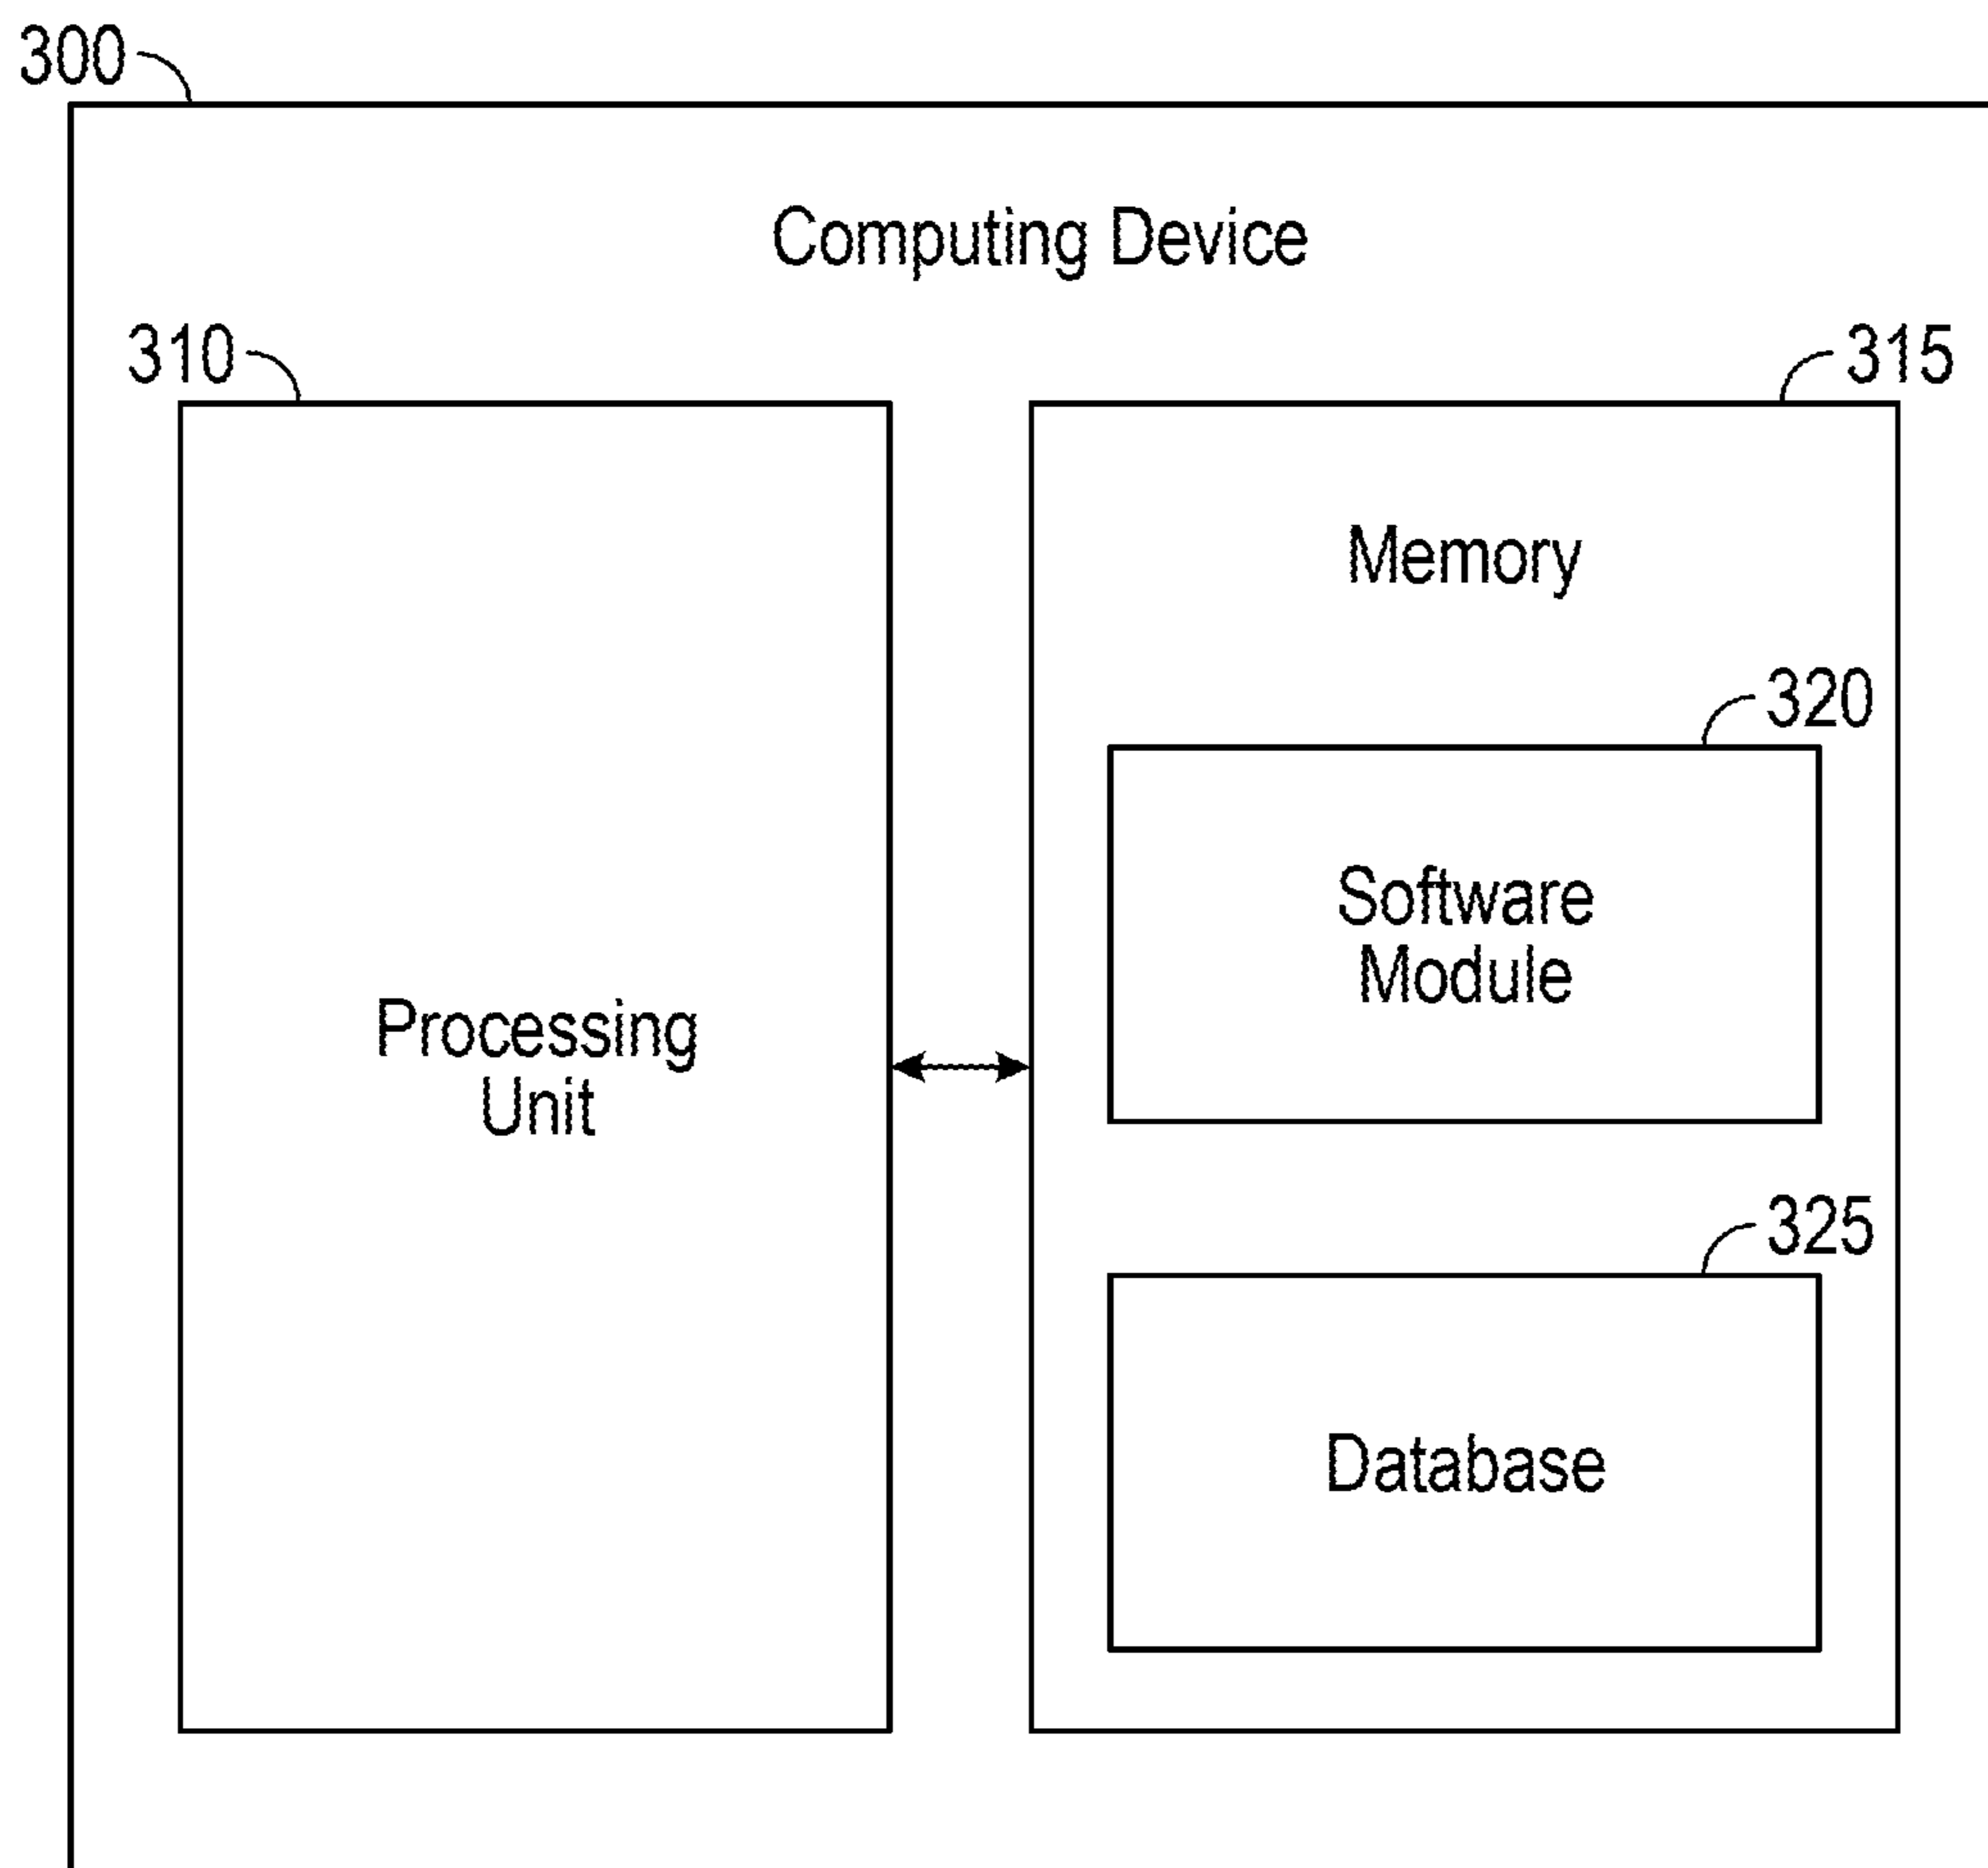 300
Computing Device
310
315
Memory
320
Software
Module
Processing
Unit
325
Database